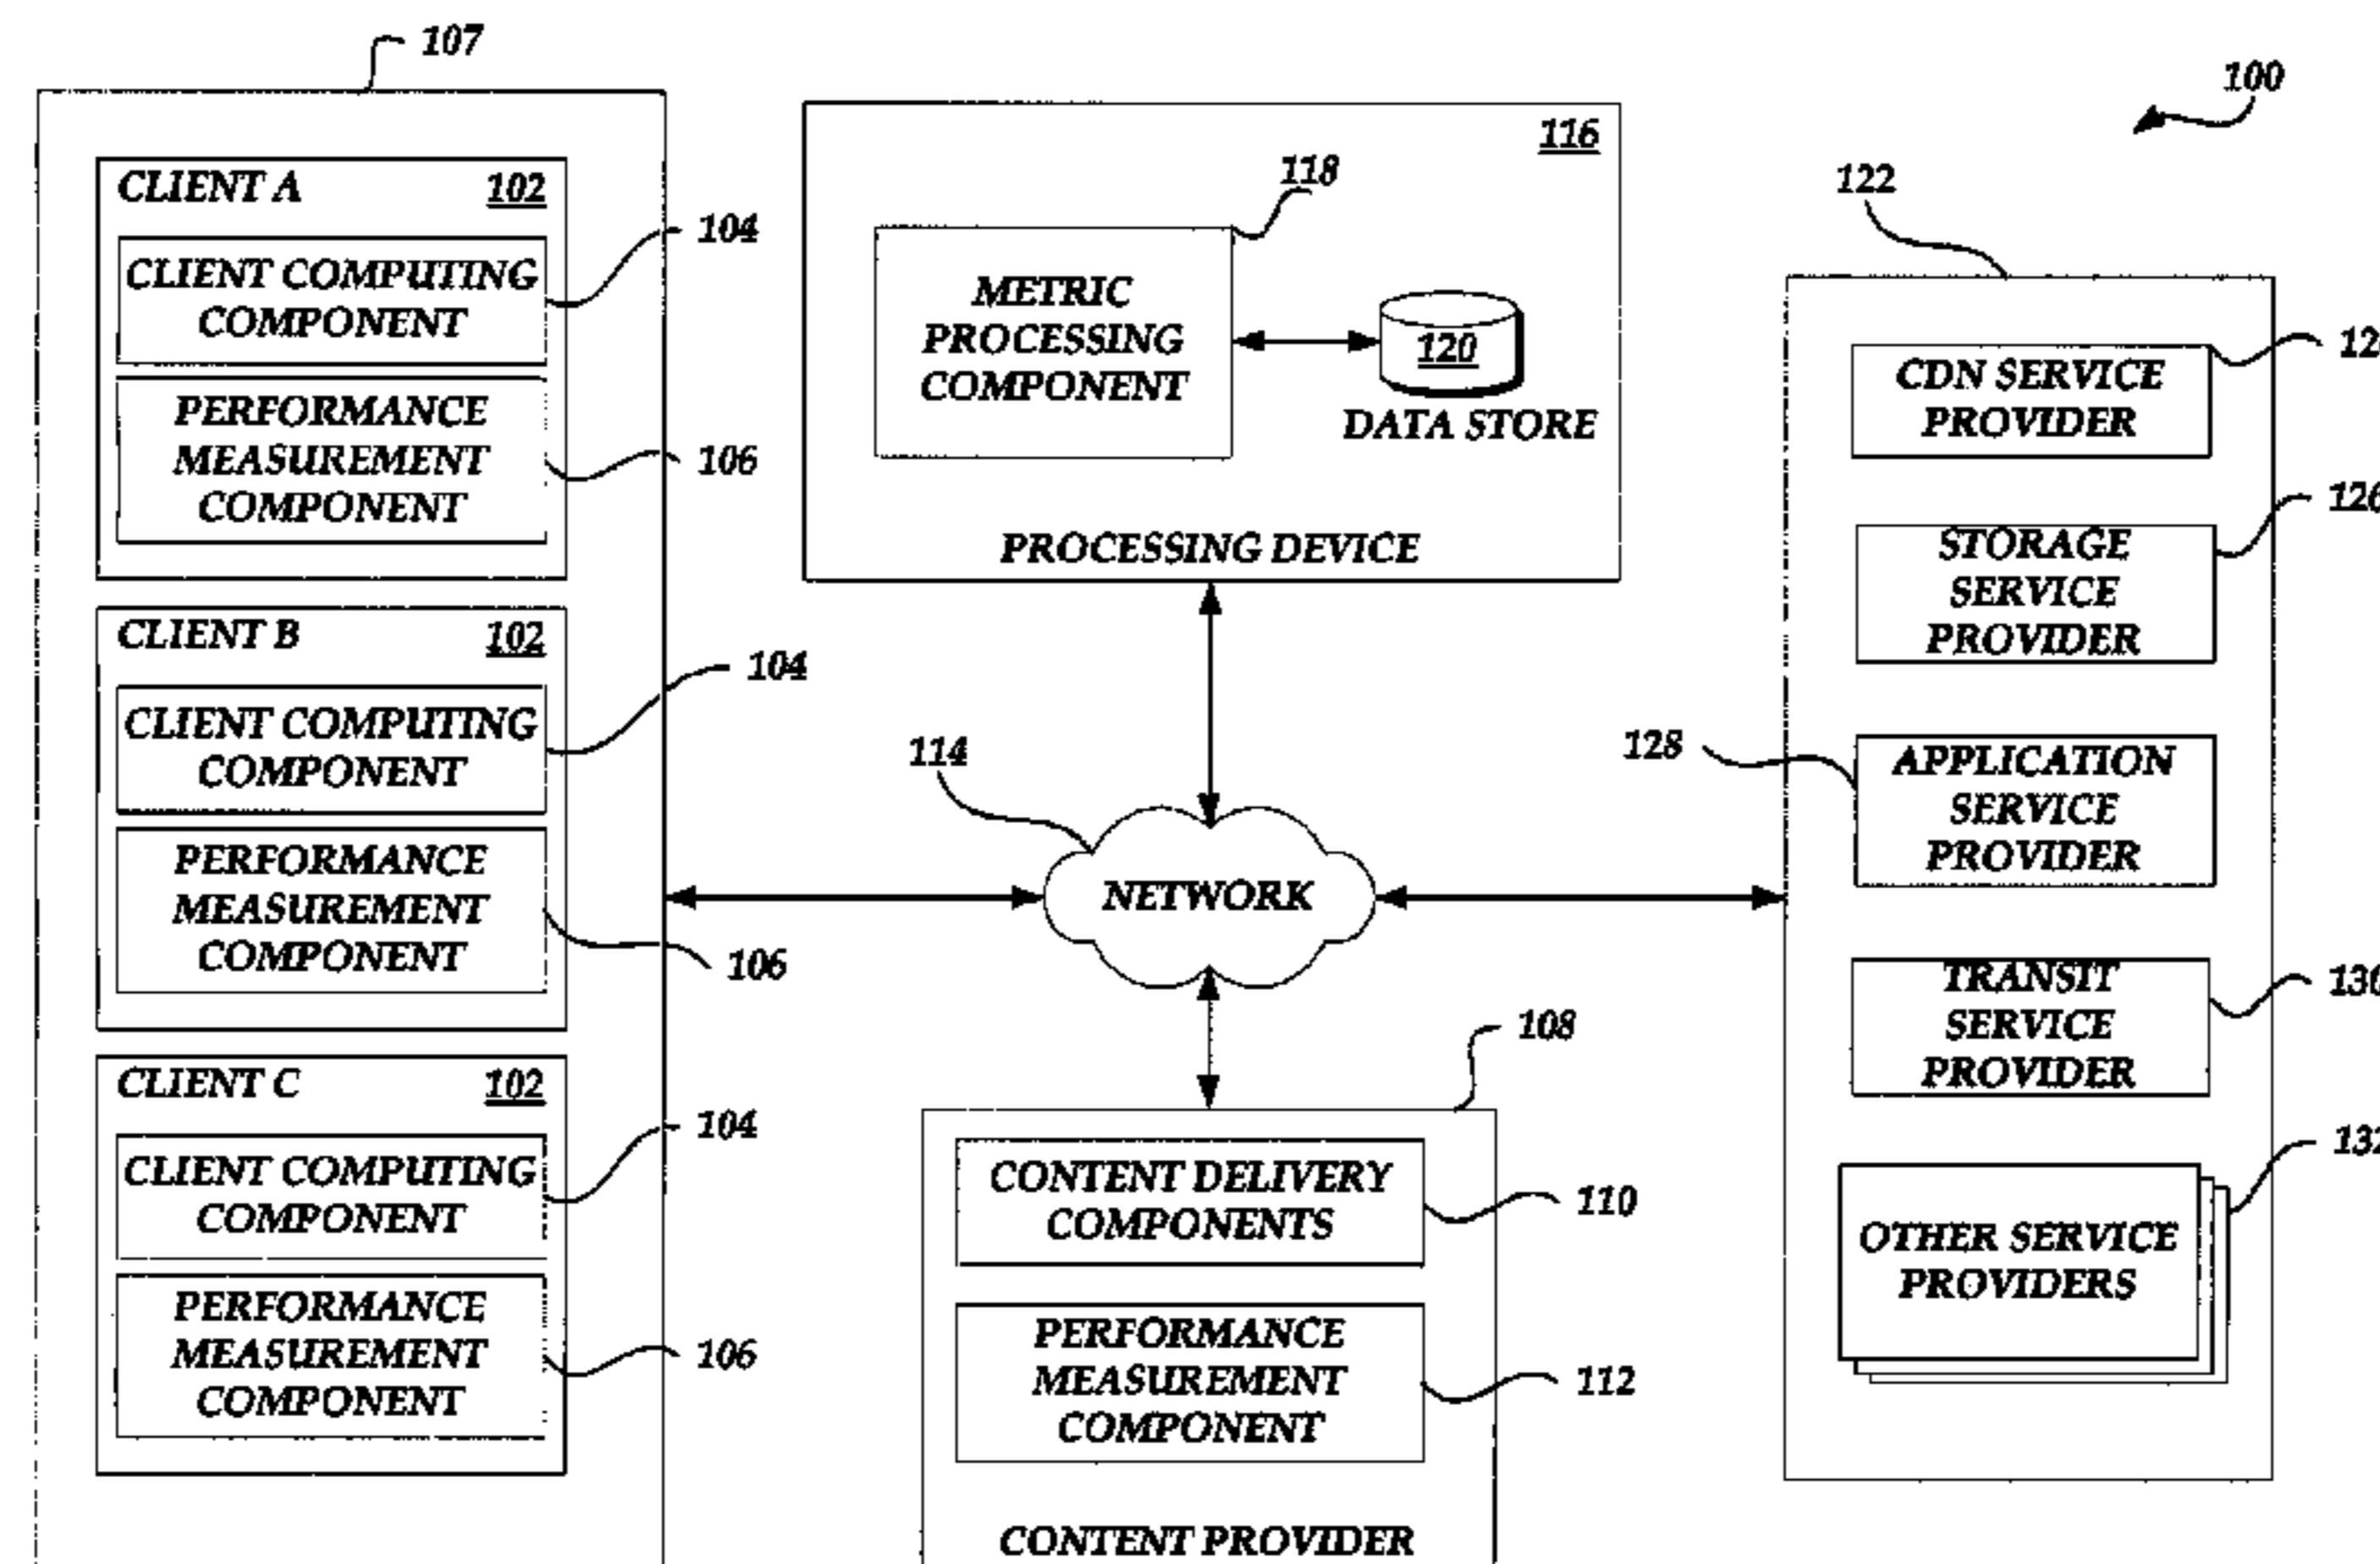 107
100
CLIENT A 102
CLIENT COMPUTING
COMPONENT
104
PERFORMANCE
MEASUREMENT
COMPONENT
106
CLIENT B 102
CLIENT COMPUTING
COMPONENT
104
PERFORMANCE
MEASUREMENT
COMPONENT
106
CLIENT C 102
CLIENT COMPUTING
COMPONENT
104
PERFORMANCE
MEASUREMENT
COMPONENT
106
116
118
METRIC
PROCESSING
COMPONENT
120
DATA STORE
PROCESSING DEVICE
114
NETWORK
108
CONTENT DELIVERY
COMPONENTS
110
PERFORMANCE
MEASUREMENT
COMPONENT
112
CONTENT PROVIDER
122
CDN SERVICE
PROVIDER
126
STORAGE
SERVICE
PROVIDER
128
APPLICATION
SERVICE
PROVIDER
130
TRANSIT
SERVICE
PROVIDER
132
OTHER SERVICE
PROVIDERS